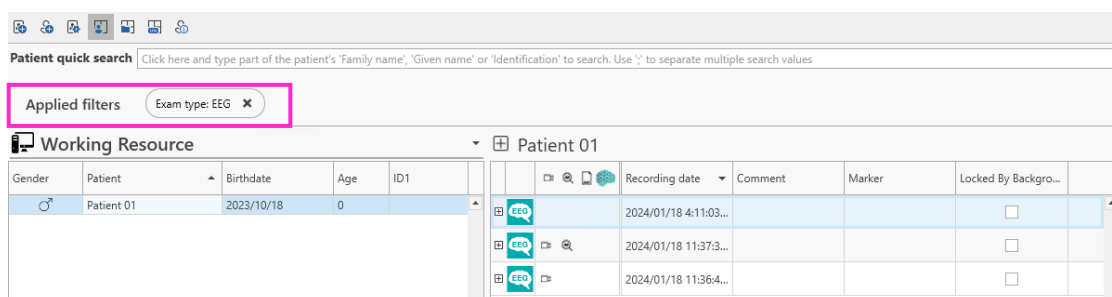 Patient quick search Click here and type part of the patient's 'Family name', 'Given name' or 'Identification' to search. Use ';' to separate multiple search values
Applied filters Exam type: EEG
Working Resource
Patient 01
Gender Patient Birthdate Age ID1
Recording date Comment Marker Locked By Backgro...
Patient 01 2023/10/18 0
EEG 2024/01/18 4:11:03...
EEG 2024/01/18 11:37:3...
EEG 2024/01/18 11:36:4...